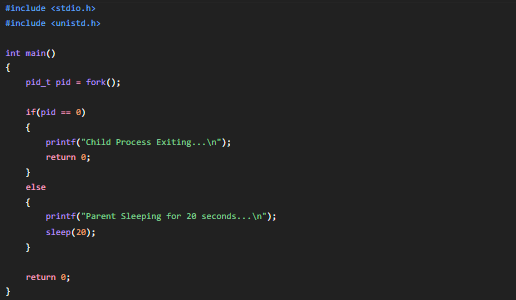 #include <stdio.h>
#include <unistd.h>
int main()
{
    pid_t pid = fork();
    if(pid == 0)
    {
        printf("Child Process Exiting...\n");
        return 0;
    }
    else
    {
        printf("Parent Sleeping for 20 seconds...\n");
        sleep(20);
    }
    return 0;
}